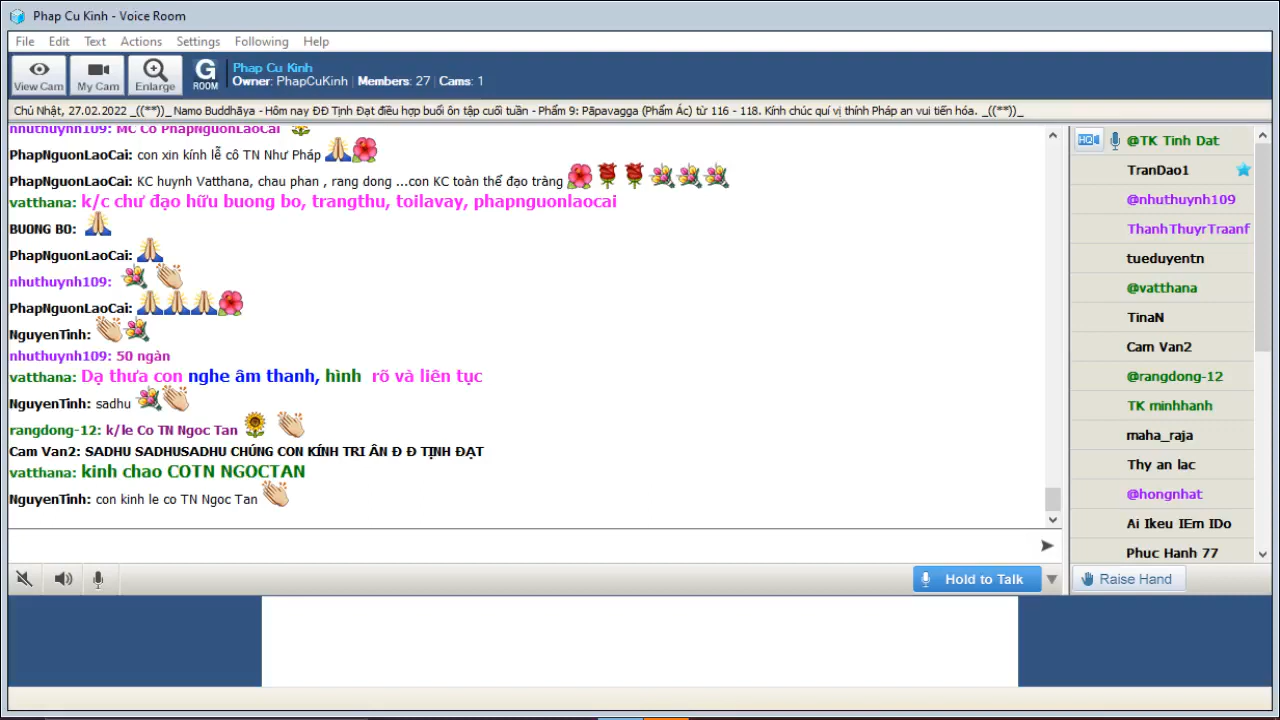 Phap Cu Kinh - Voice Room
File Edit Text Actions Settings Following Help
View Cam My Cam Enlarge G ROOM
Phap Cu Kinh
Owner: PhapCuKinh | Members: 27 | Cams: 1
Chủ Nhật, 27.02.2022 _((**))_ Namo Buddhāya - Hôm nay ĐĐ Tịnh Đạt điều hợp buổi ôn tập cuối tuần - Phẩm 9: Pāpavagga (Phẩm Ác) từ 116 - 118. Kính chúc quí vị thính Pháp an vui tiến hóa. _((**))_
nhuthuynh109: MC Co PhapNguonLaoCai
PhapNguonLaoCai: con xin kính lễ cô TN Như Pháp
PhapNguonLaoCai: KC huynh Vatthana, chau phan , rang dong ...con KC toàn thể đạo tràng
vatthana: k/c chư đạo hữu buong bo, trangthu, toilavay, phapnguonlaocai
BUONG BO:
PhapNguonLaoCai:
nhuthuynh109:
PhapNguonLaoCai:
NguyenTinh:
nhuthuynh109: 50 ngàn
vatthana: Dạ thưa con nghe âm thanh, hình rõ và liên tục
NguyenTinh: sadhu
rangdong-12: k/le Co TN Ngoc Tan
Cam Van2: SADHU SADHUSADHU CHÚNG CON KÍNH TRI ÂN Đ Đ TỊNH ĐẠT
vatthana: kinh chao COTN NGOCTAN
NguyenTinh: con kinh le co TN Ngoc Tan
HQ
@TK Tinh Dat
TranDao1
@nhuthuynh109
ThanhThuyrTraanf
tueduyentn
@vatthana
TinaN
Cam Van2
@rangdong-12
TK minhhanh
maha_raja
Thy an lac
@hongnhat
Ai Ikeu IEm IDo
Phuc Hanh 77
Hold to Talk
Raise Hand